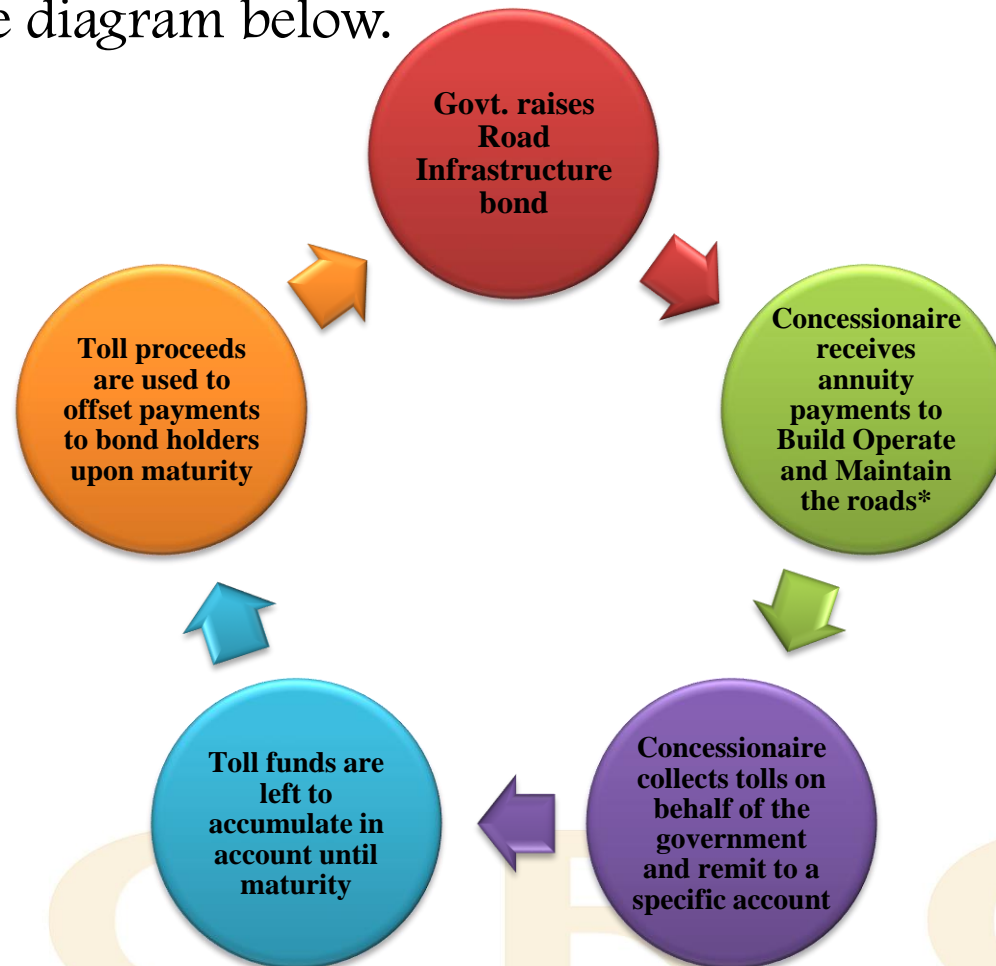 e diagram below.
Govt. raises
Road
Infrastructure
bond
Concessionaire
receives
annuity
payments to
Build Operate
and Maintain
the roads*
Concessionaire
collects tolls on
behalf of the
government
and remit to a
specific account
Toll funds are
left to
accumulate in
account until
maturity
Toll proceeds
are used to
offset payments
to bond holders
upon maturity